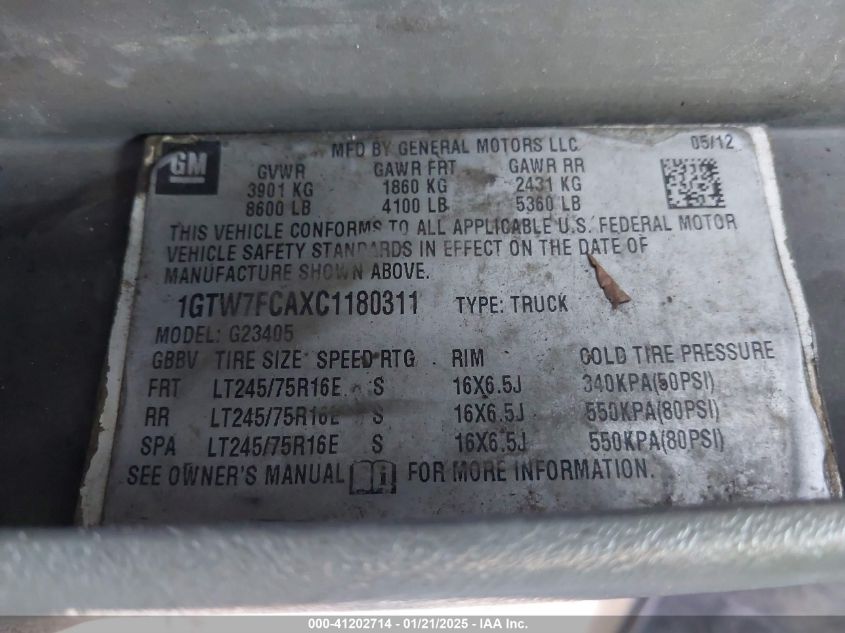 GM
MFD BY GENERAL MOTORS LLC 05/12
GVWR GAWR FRT GAWR RR
3901 KG 1860 KG 2431 KG
8600 LB 4100 LB 5360 LB
THIS VEHICLE CONFORMS TO ALL APPLICABLE U.S. FEDERAL MOTOR
VEHICLE SAFETY STANDARDS IN EFFECT ON THE DATE OF
MANUFACTURE SHOWN ABOVE.
1GTW7FCAXC1180311 TYPE: TRUCK
MODEL: G23405
GBBV TIRE SIZE SPEED RTG RIM COLD TIRE PRESSURE
FRT LT245/75R16E S 16X6.5J 340KPA(50PSI)
RR LT245/75R16E S 16X6.5J 550KPA(80PSI)
SPA LT245/75R16E S 16X6.5J 550KPA(80PSI)
SEE OWNER'S MANUAL i FOR MORE INFORMATION.
000-41202714 - 01/21/2025 - IAA Inc.